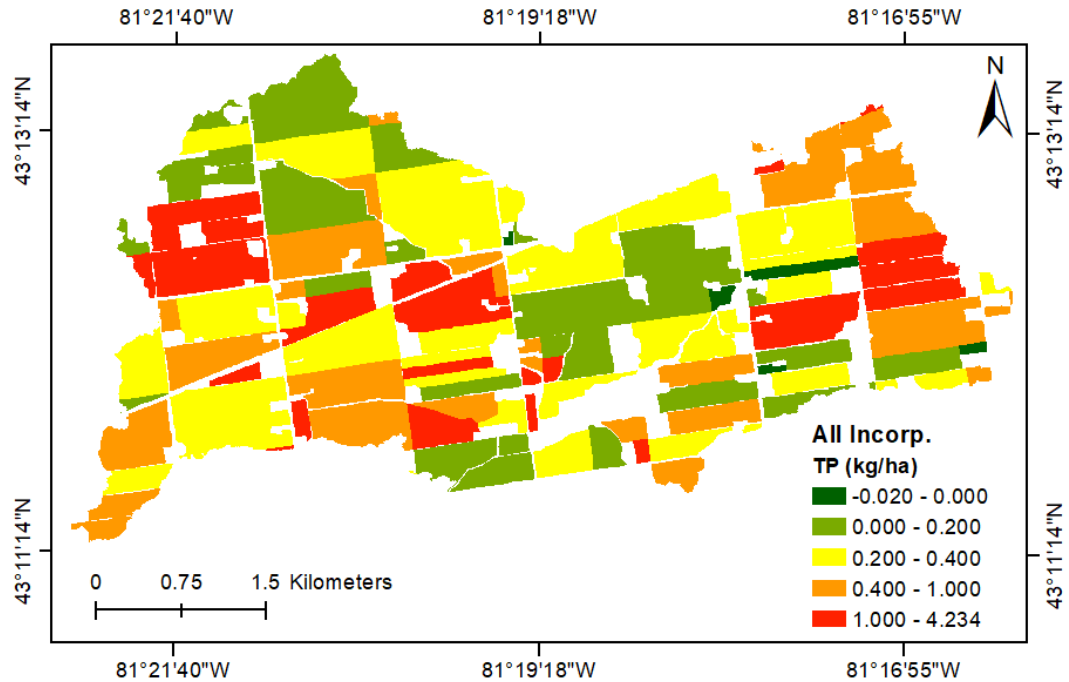 81°21'40"W 81°19'18"W 81°16'55"W
N
43°13'14"N
43°13'14"N
All Incorp.
TP (kg/ha)
-0.020 - 0.000
0.000 - 0.200
0.200 - 0.400
0.400 - 1.000
1.000 - 4.234
43°11'14"N
43°11'14"N
0 0.75 1.5 Kilometers
81°21'40"W 81°19'18"W 81°16'55"W